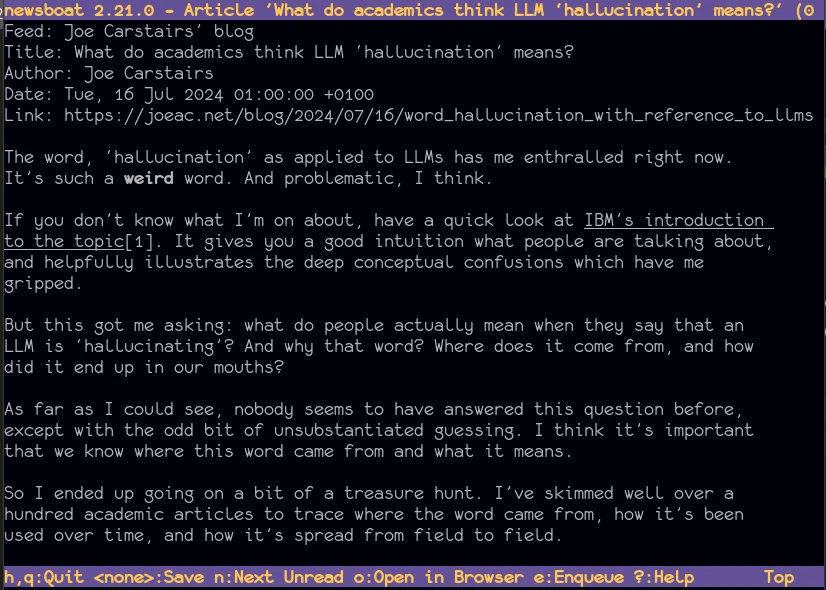 newsboat 2.21.0 - Article 'What do academics think LLM 'hallucination' means?' (0
Feed: Joe Carstairs' blog
Title: What do academics think LLM 'hallucination' means?
Author: Joe Carstairs
Date: Tue, 16 Jul 2024 01:00:00 +0100
Link: https://joeac.net/blog/2024/07/16/word_hallucination_with_reference_to_llms
The word, 'hallucination' as applied to LLMs has me enthralled right now.
It's such a weird word. And problematic, I think.
If you don't know what I'm on about, have a quick look at IBM's introduction
to the topic[1]. It gives you a good intuition what people are talking about,
and helpfully illustrates the deep conceptual confusions which have me
gripped.
But this got me asking: what do people actually mean when they say that an
LLM is 'hallucinating'? And why that word? Where does it come from, and how
did it end up in our mouths?
As far as I could see, nobody seems to have answered this question before,
except with the odd bit of unsubstantiated guessing. I think it's important
that we know where this word came from and what it means.
So I ended up going on a bit of a treasure hunt. I've skimmed well over a
hundred academic articles to trace where the word came from, how it's been
used over time, and how it's spread from field to field.
h,q:Quit <none>:Save n:Next Unread o:Open in Browser e:Enqueue ?:Help Top